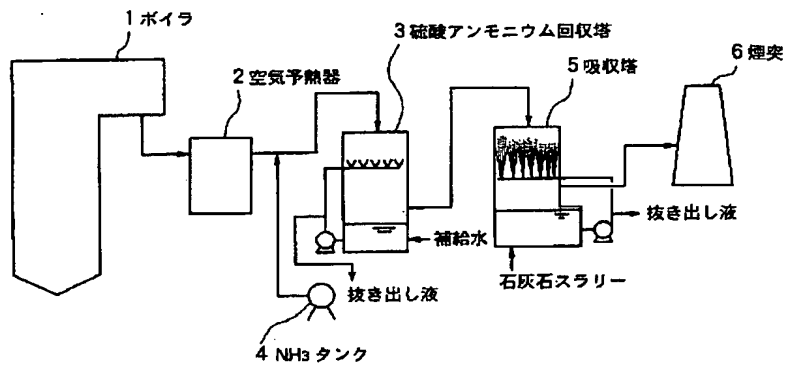 1 ボイラ
2 空気予熱器
3 硫酸アンモニウム回収塔
5 吸収塔
6 煙突
補給水
抜き出し液
抜き出し液
石灰石スラリー
4 NH3 タンク